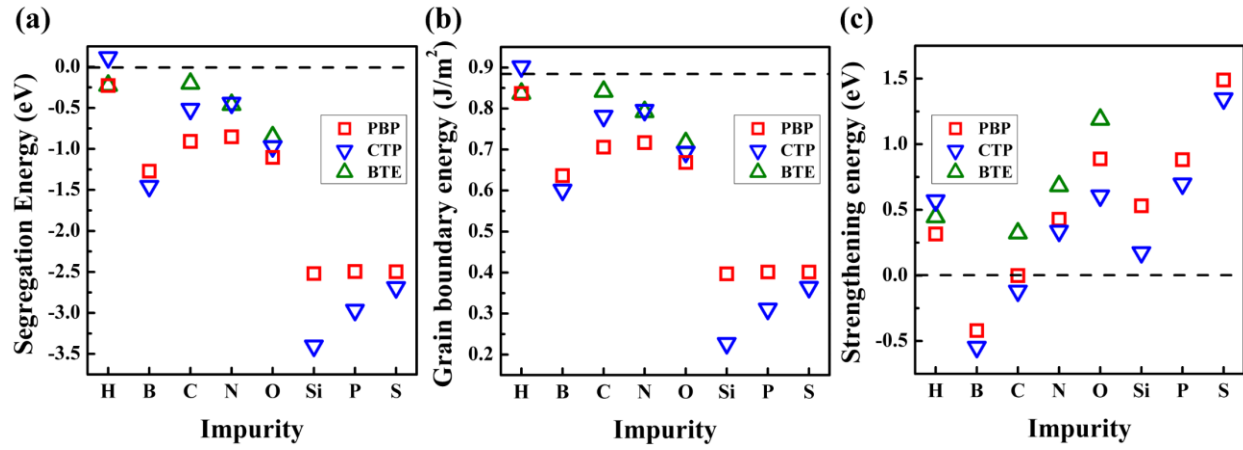 (a)
Segregation Energy (eV)
0.0
-0.5
-1.0
-1.5
-2.0
-2.5
-3.0
-3.5
PBP
CTP
BTE
H B C N O Si P S
Impurity
(b)
Grain boundary energy (J/m²)
0.9
0.8
0.7
0.6
0.5
0.4
0.3
0.2
PBP
CTP
BTE
H B C N O Si P S
Impurity
(c)
Strengthening energy (eV)
1.5
1.0
0.5
0.0
-0.5
PBP
CTP
BTE
H B C N O Si P S
Impurity